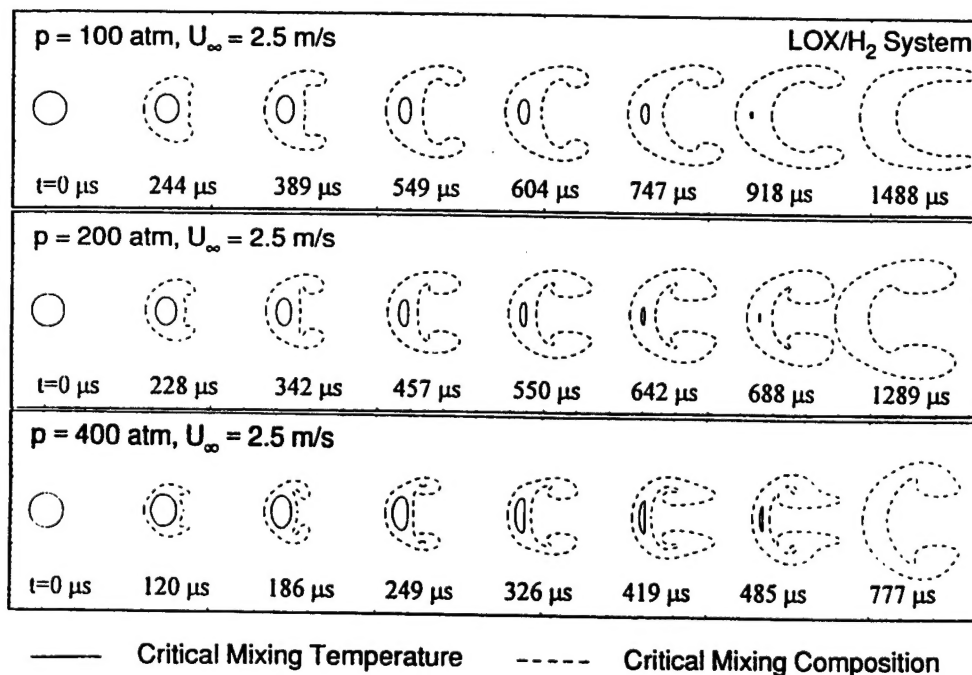 p = 100 atm, U∞ = 2.5 m/s LOX/H₂ System
t=0 μs 244 μs 389 μs 549 μs 604 μs 747 μs 918 μs 1488 μs
p = 200 atm, U∞ = 2.5 m/s
t=0 μs 228 μs 342 μs 457 μs 550 μs 642 μs 688 μs 1289 μs
p = 400 atm, U∞ = 2.5 m/s
t=0 μs 120 μs 186 μs 249 μs 326 μs 419 μs 485 μs 777 μs
Critical Mixing Temperature Critical Mixing Composition